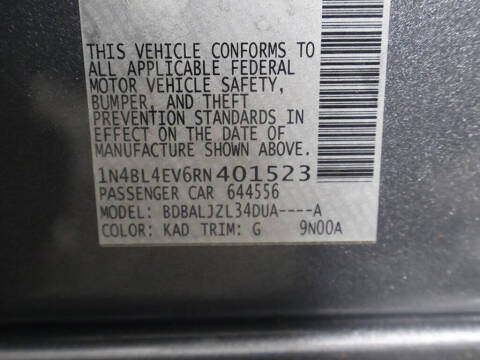 THIS VEHICLE CONFORMS TO
ALL APPLICABLE FEDERAL
MOTOR VEHICLE SAFETY,
BUMPER, AND THEFT
PREVENTION STANDARDS IN
EFFECT ON THE DATE OF
MANUFACTURE SHOWN ABOVE.
1N4BL4EV6RN401523
PASSENGER CAR 644556
MODEL: BDBALJZL34DUA----A
COLOR: KAD TRIM: G 9N00A